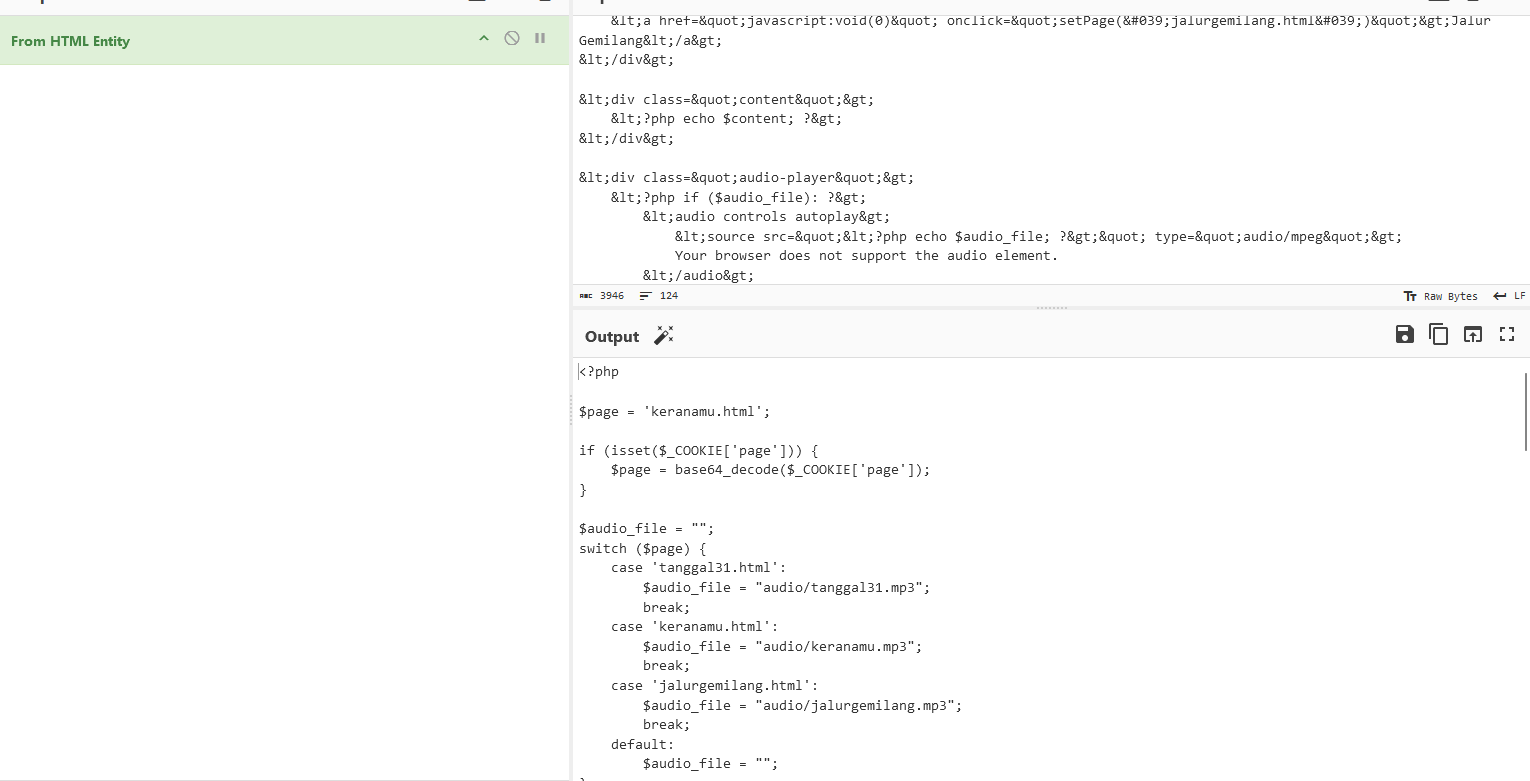 From HTML Entity
&lt;a href=&quot;javascript:void(0)&quot; onclick=&quot;setPage(&#039;jalurgemilang.html&#039;)&quot;&gt;Jalur
Gemilang&lt;/a&gt;
&lt;/div&gt;
&lt;div class=&quot;content&quot;&gt;
&lt;?php echo $content; ?&gt;
&lt;/div&gt;
&lt;div class=&quot;audio-player&quot;&gt;
&lt;?php if ($audio_file): ?&gt;
&lt;audio controls autoplay&gt;
&lt;source src=&quot;&lt;?php echo $audio_file; ?&gt;&quot; type=&quot;audio/mpeg&quot;&gt;
Your browser does not support the audio element.
&lt;/audio&gt;
ABC 3946 124 Tт Raw Bytes LF
Output
<?php
$page = 'keranamu.html';
if (isset($_COOKIE['page'])) {
$page = base64_decode($_COOKIE['page']);
}
$audio_file = "";
switch ($page) {
case 'tanggal31.html':
$audio_file = "audio/tanggal31.mp3";
break;
case 'keranamu.html':
$audio_file = "audio/keranamu.mp3";
break;
case 'jalurgemilang.html':
$audio_file = "audio/jalurgemilang.mp3";
break;
default:
$audio_file = "";